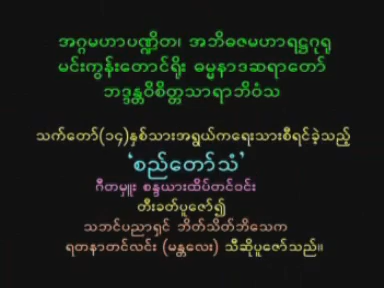 အဂ္ဂမဟာပဏ္ဍိတ၊ အဘိဓဇမဟာရဋ္ဌဂုရု
မင်းကွန်းတောင်ရိုး ဓမ္မနာဒဆရာတော်
ဘဒ္ဒန္တဝိစိတ္တသာရာဘိဝံသ
သက်တော်(၁၄)နှစ်သားအရွယ်ကရေးသားစီရင်ခဲ့သည့်
‘စည်တော်သံ’
ဂီတမှူး စန္ဒယားထိပ်တင်ဝင်း
တီးခတ်ပူဇော်၍
သဘင်ပညာရှင် ဘိတ်သိတ်ဘိသေက
ရတနာတင်လင်း (မန္တလေး) သီဆိုပူဇော်သည်။